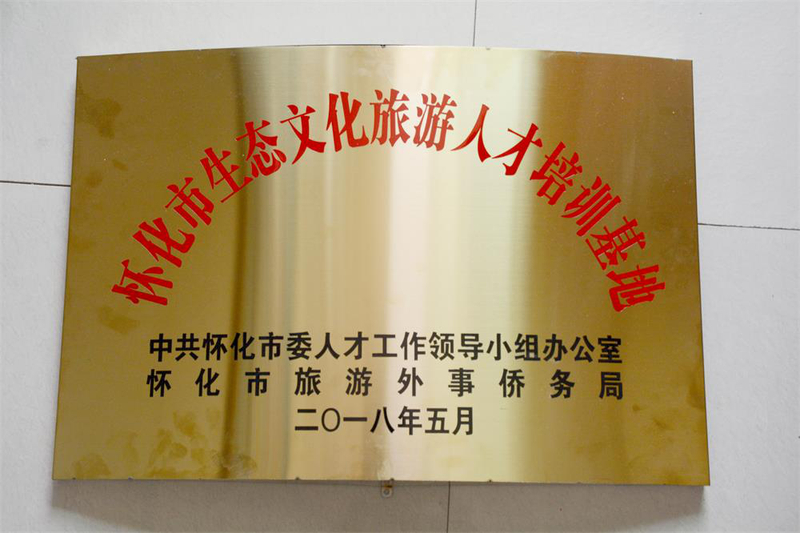 怀化市生态文化旅游人才培训基地
中共怀化市委人才工作领导小组办公室
怀化市旅游外事侨务局
二〇一八年五月